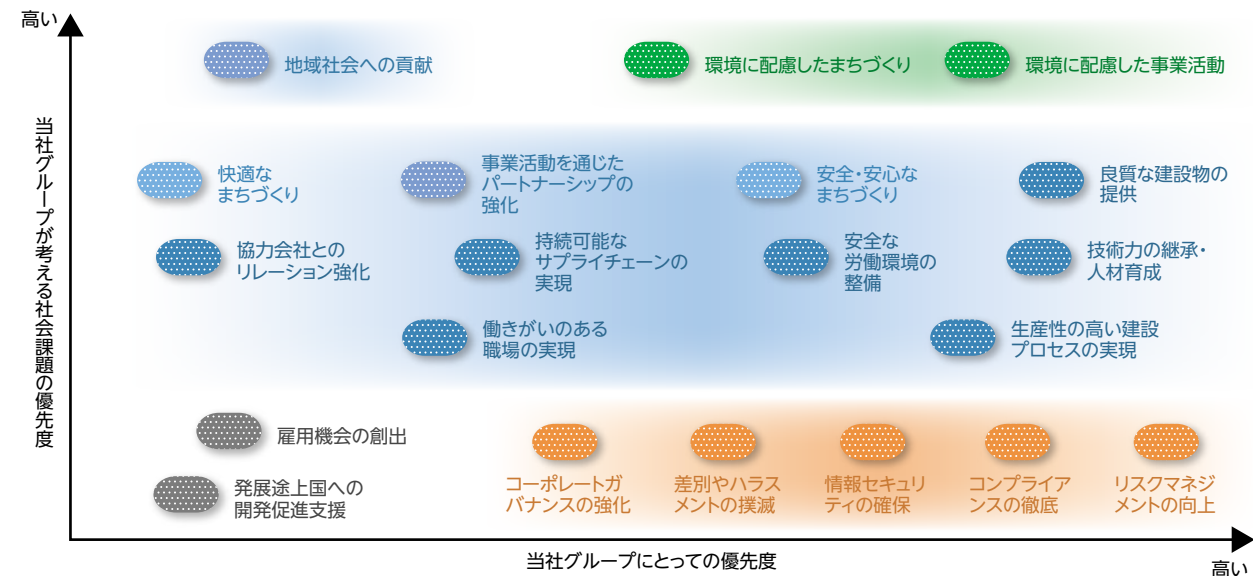 高い
地域社会への貢献
環境に配慮したまちづくり
環境に配慮した事業活動
当社グループが考える社会課題の優先度
快適な
まちづくり
事業活動を通じた
パートナーシップの
強化
安全・安心な
まちづくり
良質な建設物の
提供
協力会社との
リレーション強化
持続可能な
サプライチェーンの
実現
安全な
労働環境の
整備
技術力の継承・
人材育成
働きがいのある
職場の実現
生産性の高い建設
プロセスの実現
雇用機会の創出
発展途上国への
開発促進支援
コーポレートガ
バナンスの強化
差別やハラス
メントの撲滅
情報セキュリ
ティの確保
コンプライア
ンスの徹底
リスクマネジ
メントの向上
当社グループにとっての優先度
高い